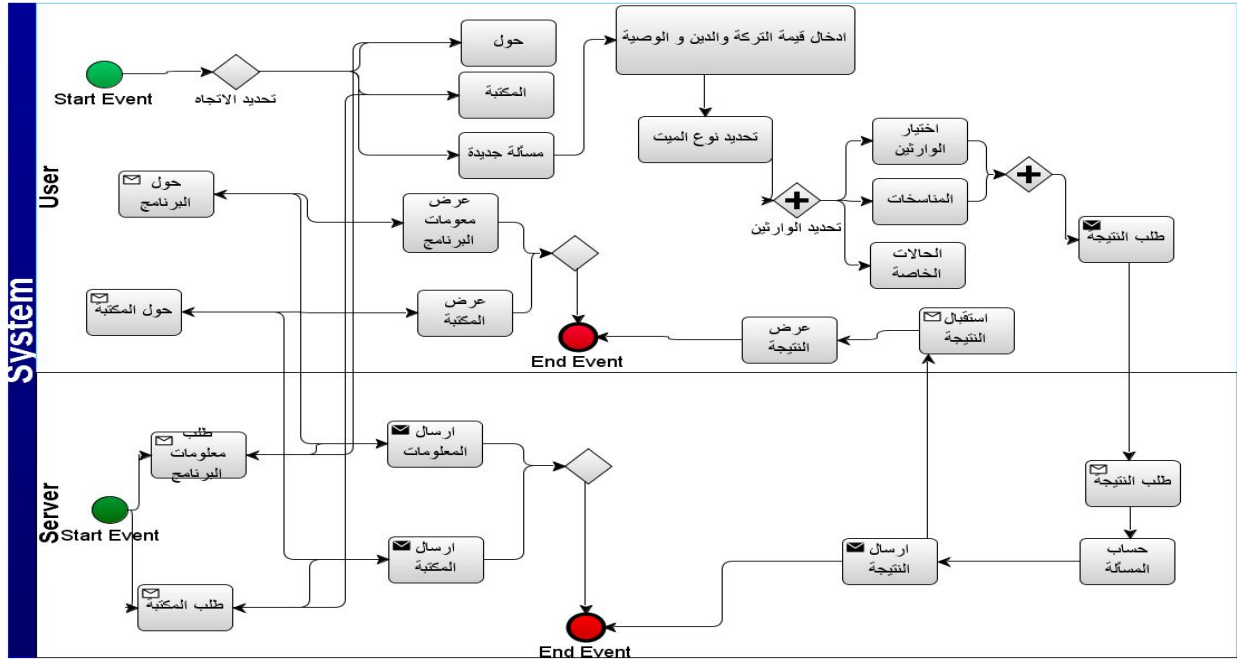 System
User
Start Event
تحديد الاتجاه
حول
المكتبة
مسألة جديدة
ادخال قيمة التركة والدين و الوصية
تحديد نوع الميت
تحديد الوارثين
اختيار
الوارثين
المناسخات
الحالات
الخاصة
طلب النتيجة
حول
البرنامج
عرض
معومات
البرنامج
حول المكتبة
عرض
المكتبة
End Event
عرض
النتيجة
استقبال
النتيجة
Server
Start Event
طلب
معلومات
البرنامج
طلب المكتبة
ارسال
المعلومات
ارسال
المكتبة
End Event
ارسال
النتيجة
طلب النتيجة
حساب
المسألة